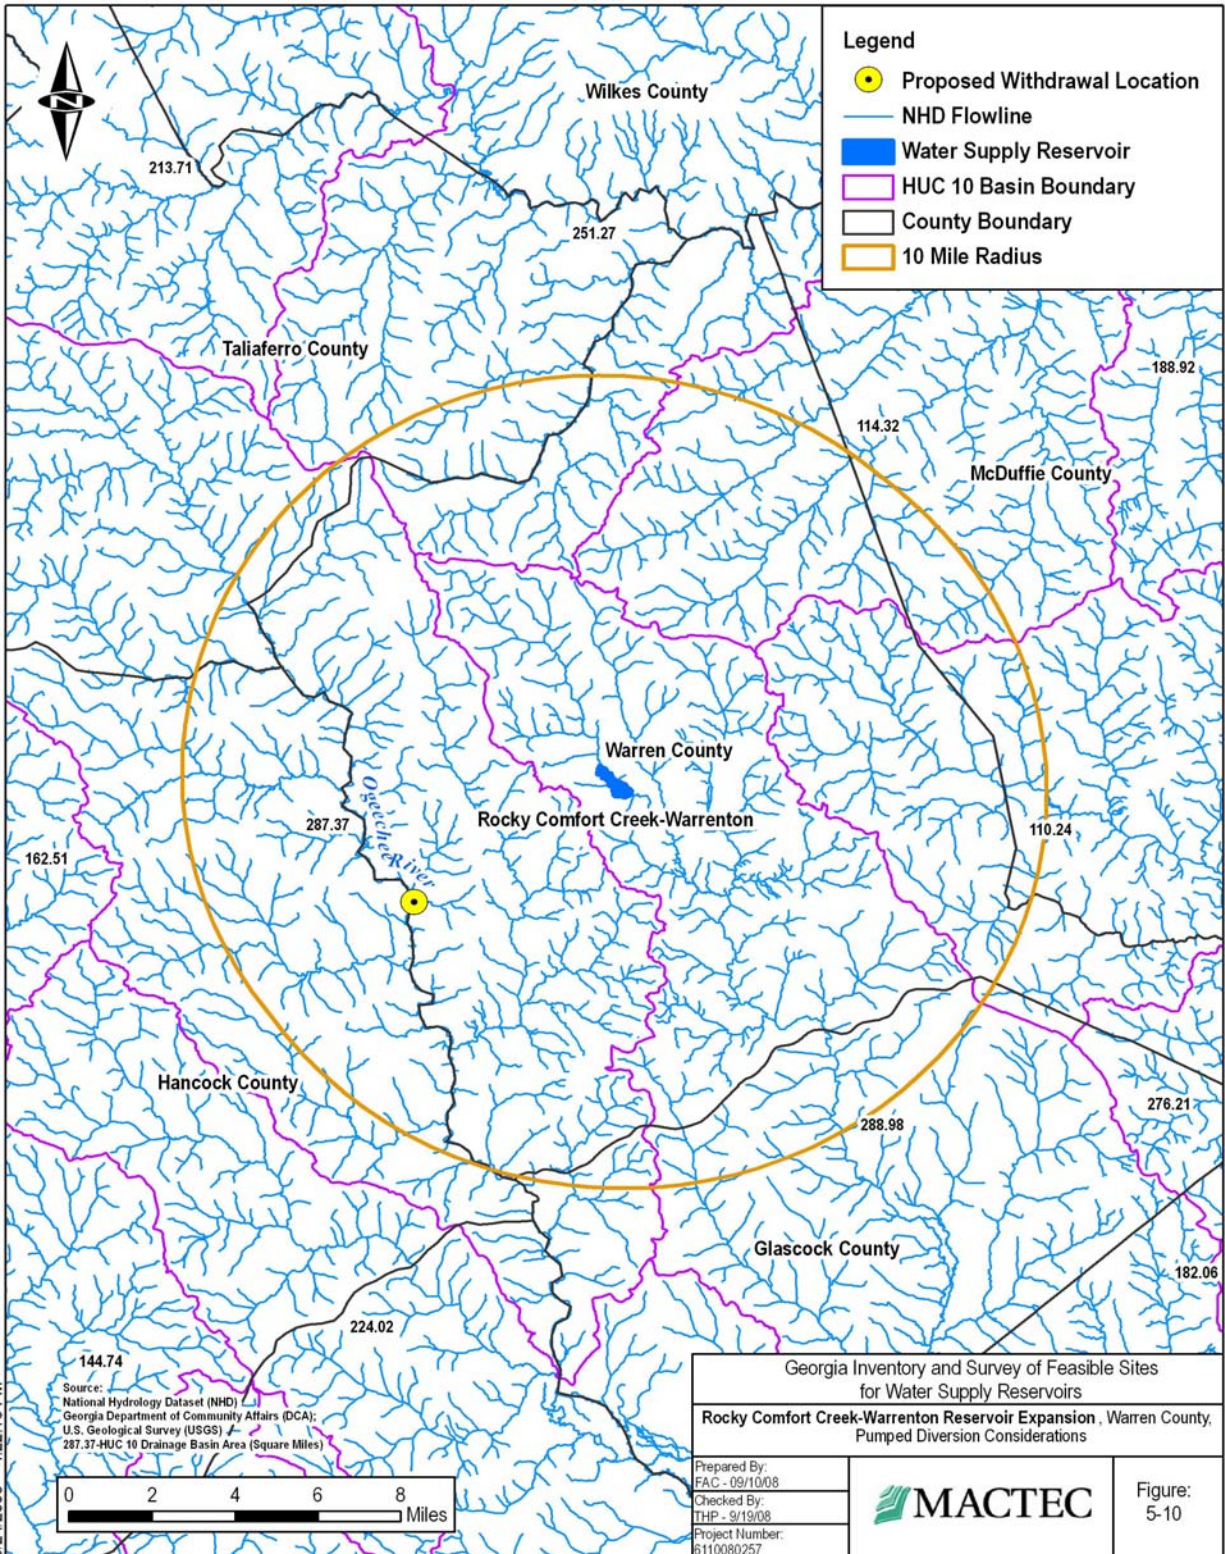 Legend
Proposed Withdrawal Location
NHD Flowline
Water Supply Reservoir
HUC 10 Basin Boundary
County Boundary
10 Mile Radius
N
Wilkes County
213.71
251.27
Taliaferro County
188.92
114.32
McDuffie County
Warren County
Rocky Comfort Creek-Warrenton
Ogeechee River
287.37
110.24
162.51
Hancock County
276.21
288.98
Glascock County
182.06
224.02
144.74
Source:
National Hydrology Dataset (NHD)
Georgia Department of Community Affairs (DCA);
U.S. Geological Survey (USGS)
287.37-HUC 10 Drainage Basin Area (Square Miles)
0 2 4 6 8
Miles
Georgia Inventory and Survey of Feasible Sites
for Water Supply Reservoirs
Rocky Comfort Creek-Warrenton Reservoir Expansion , Warren County,
Pumped Diversion Considerations
Prepared By:
FAC - 09/10/08
Checked By:
THP - 9/19/08
Project Number:
6110080257
MACTEC
Figure:
5-10